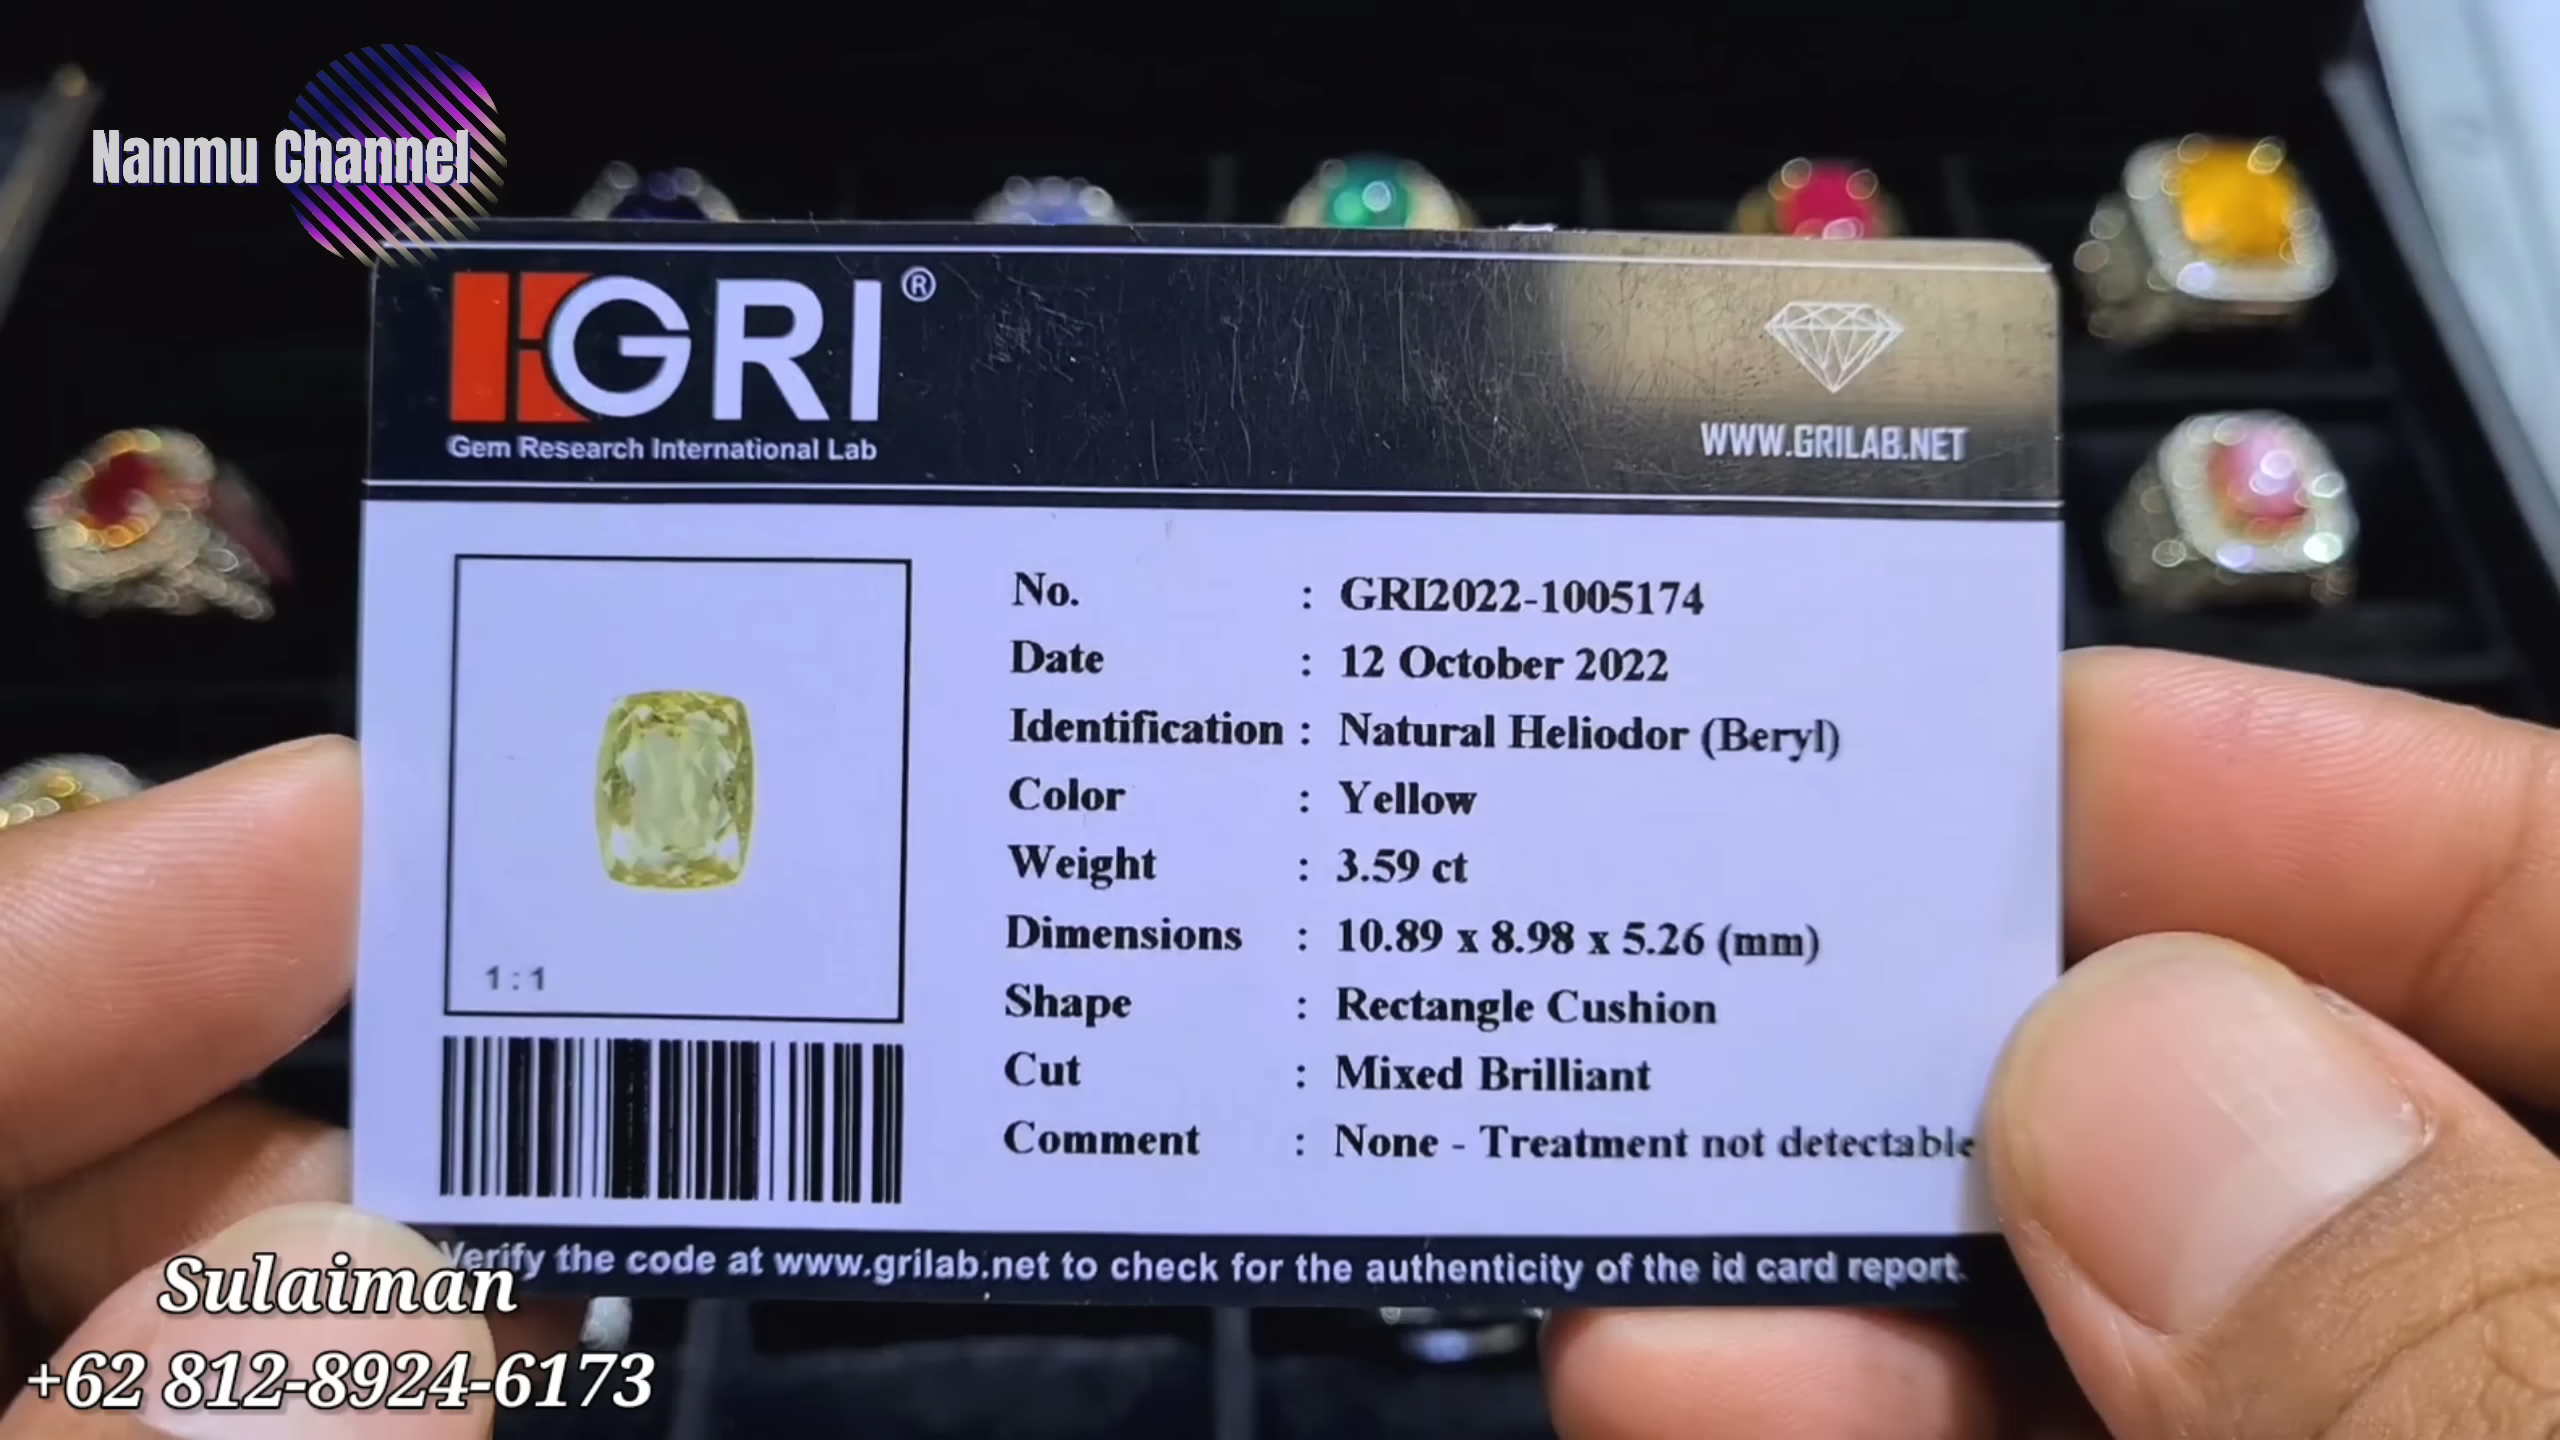 Nanmu Channel
GRI®
Gem Research International Lab
WWW.GRILAB.NET
No. : GRI2022-1005174
Date : 12 October 2022
Identification : Natural Heliodor (Beryl)
Color : Yellow
Weight : 3.59 ct
Dimensions : 10.89 x 8.98 x 5.26 (mm)
Shape : Rectangle Cushion
Cut : Mixed Brilliant
Comment : None - Treatment not detectable
1:1
Verify the code at www.grilab.net to check for the authenticity of the id card report.
Sulaiman
+62 812-8924-6173